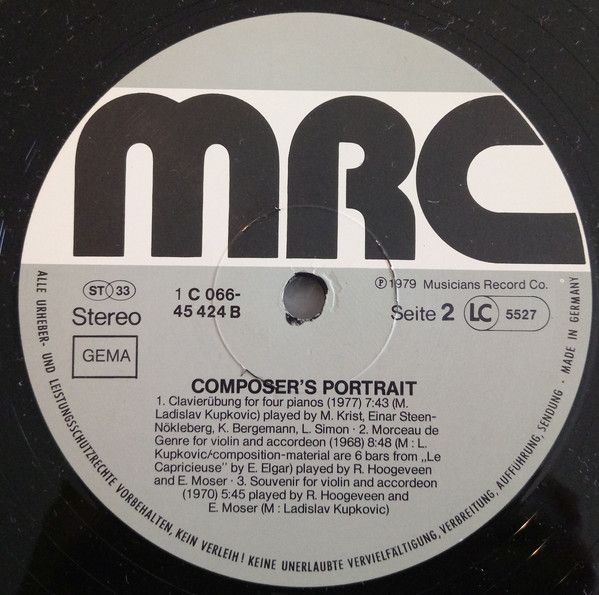 MRC
ST 33
Stereo
GEMA
1 C 066-
45 424 B
℗ 1979 Musicians Record Co.
Seite 2 LC 5527
COMPOSER'S PORTRAIT
1. Clavierübung for four pianos (1977) 7:43 (M.
Ladislav Kupkovic) played by M. Krist, Einar Steen-
Nökleberg, K. Bergemann, L. Simon · 2. Morceau de
Genre for violin and accordeon (1968) 8:48 (M : L.
Kupkovic/composition-material are 6 bars from „Le
Capricieuse" by E. Elgar) played by R. Hoogeveen
and E. Moser · 3. Souvenir for violin and accordeon
(1970) 5:45 played by R. Hoogeveen and
E. Moser (M : Ladislav Kupkovic)
ALLE URHEBER- UND LEISTUNGSSCHUTZRECHTE VORBEHALTEN, KEIN VERLEIH! KEINE UNERLAUBTE VERVIELFÄLTIGUNG, VERBREITUNG, AUFFÜHRUNG, SENDUNG · MADE IN GERMANY